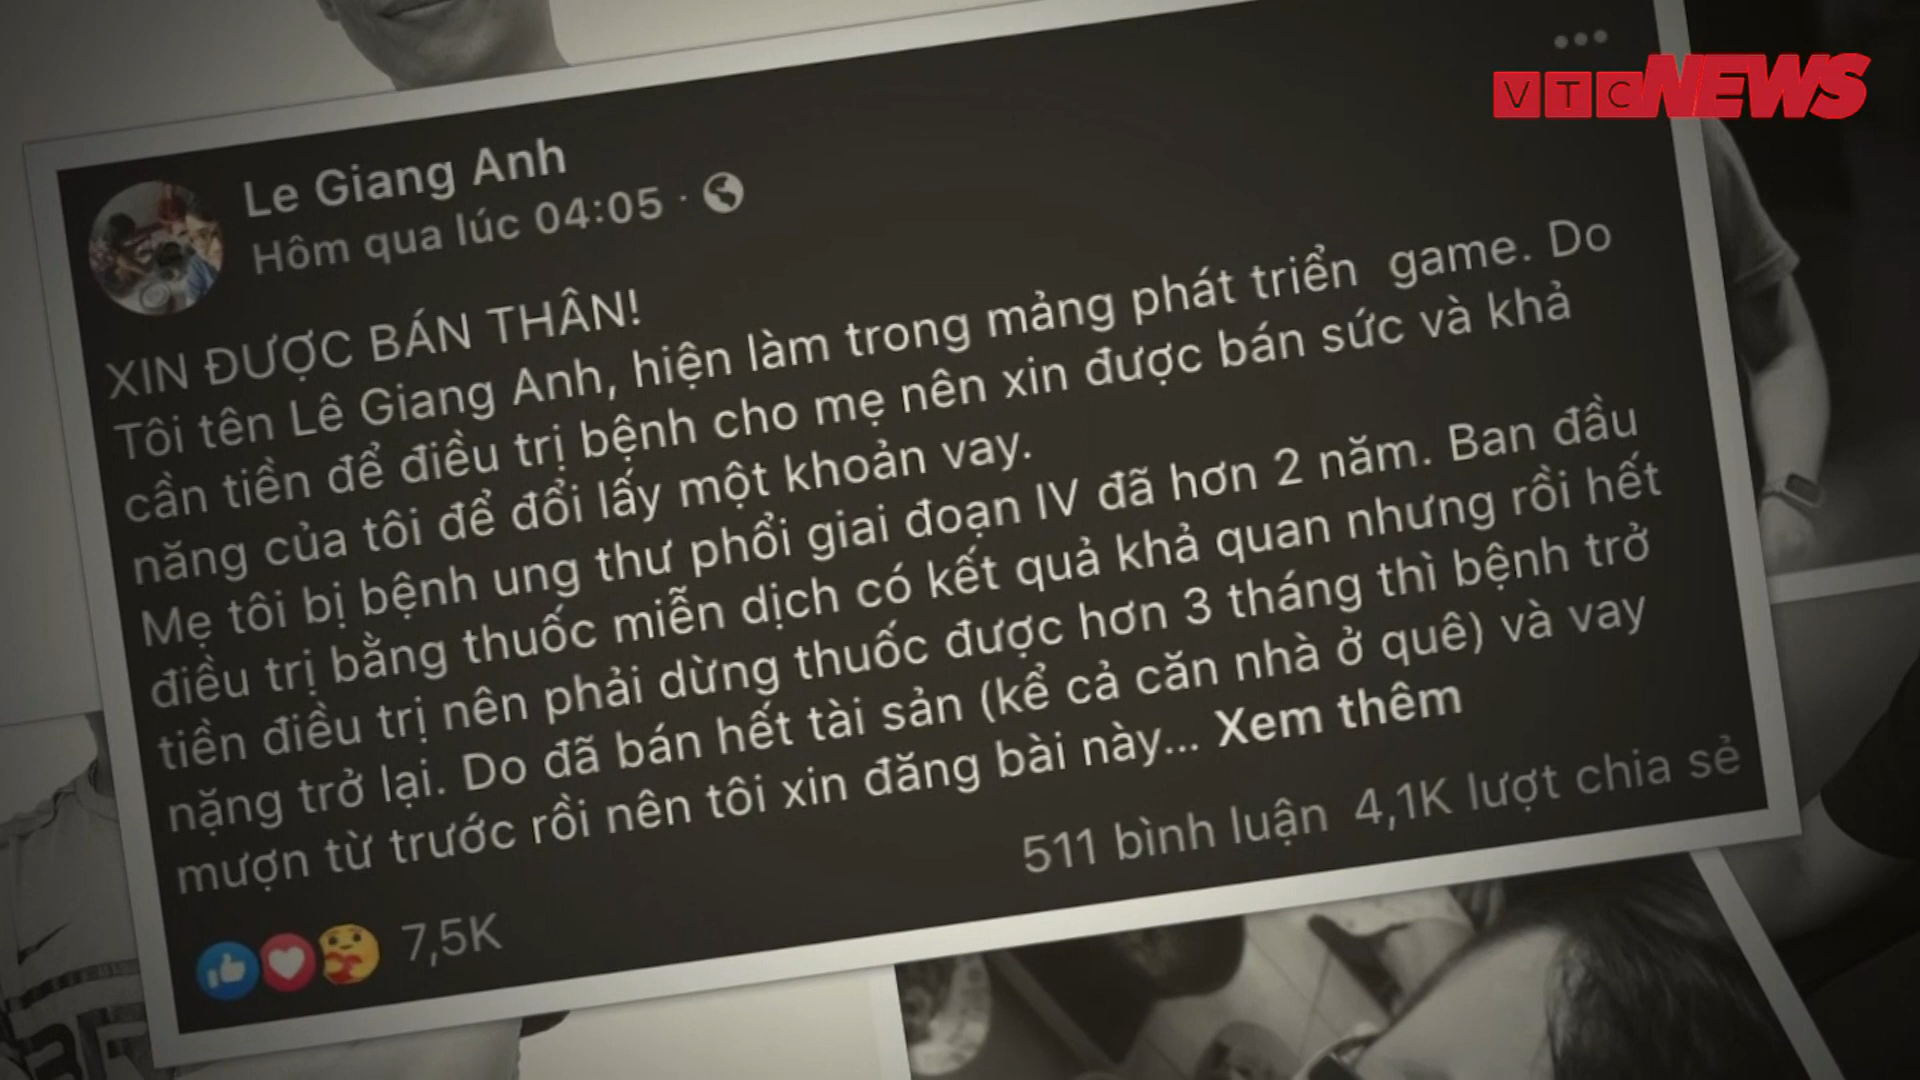 VTC NEWS
Le Giang Anh
Hôm qua lúc 04:05 ·
XIN ĐƯỢC BÁN THÂN!
Tôi tên Lê Giang Anh, hiện làm trong mảng phát triển game. Do
cần tiền để điều trị bệnh cho mẹ nên xin được bán sức và khả
năng của tôi để đổi lấy một khoản vay.
Mẹ tôi bị bệnh ung thư phổi giai đoạn IV đã hơn 2 năm. Ban đầu
điều trị bằng thuốc miễn dịch có kết quả khả quan nhưng rồi hết
tiền điều trị nên phải dừng thuốc được hơn 3 tháng thì bệnh trở
nặng trở lại. Do đã bán hết tài sản (kể cả căn nhà ở quê) và vay
mượn từ trước rồi nên tôi xin đăng bài này... Xem thêm
7,5K
511 bình luận 4,1K lượt chia sẻ